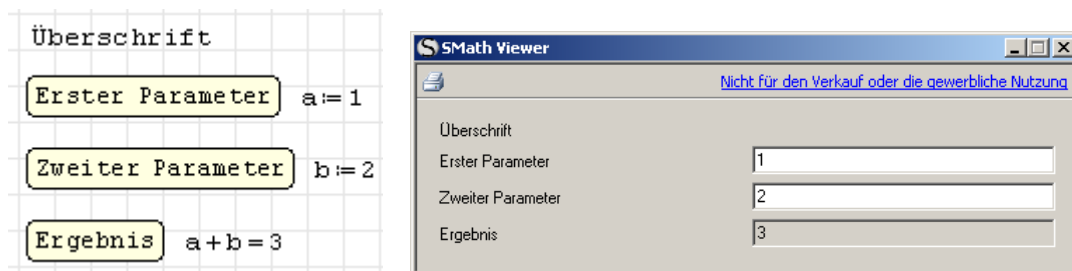 Überschrift
Erster Parameter a:= 1
Zweiter Parameter b:= 2
Ergebnis a+b=3
SMath Viewer
Nicht für den Verkauf oder die gewerbliche Nutzung
Überschrift
Erster Parameter 1
Zweiter Parameter 2
Ergebnis 3